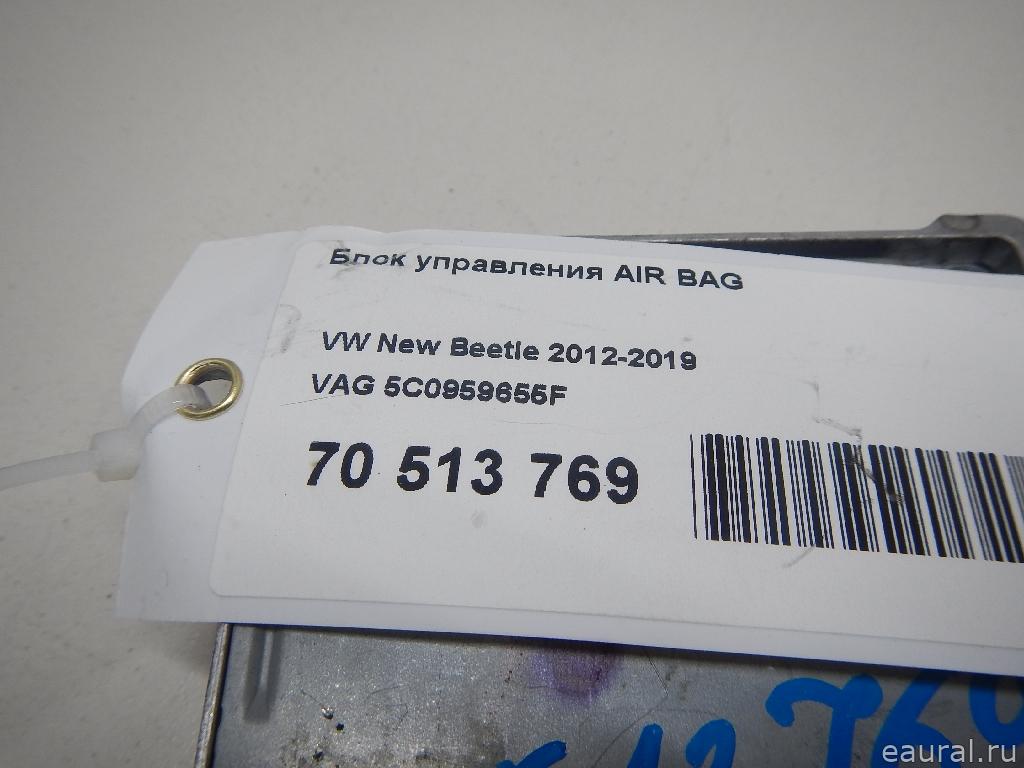 Блок управления AIR BAG
VW New Beetle 2012-2019
VAG 5C0959655F
70 513 769
eaural.ru